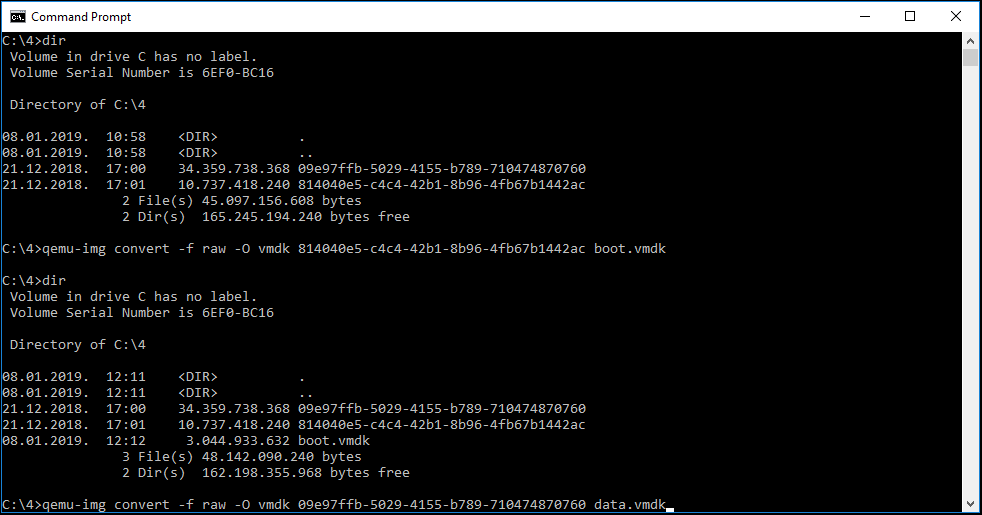 Command Prompt
C:\4>dir
Volume in drive C has no label.
Volume Serial Number is 6EF0-BC16
Directory of C:\4
08.01.2019.  10:58    <DIR>          .
08.01.2019.  10:58    <DIR>          ..
21.12.2018.  17:00    34.359.738.368 09e97ffb-5029-4155-b789-710474870760
21.12.2018.  17:01    10.737.418.240 814040e5-c4c4-42b1-8b96-4fb67b1442ac
2 File(s) 45.097.156.608 bytes
2 Dir(s)  165.245.194.240 bytes free
C:\4>qemu-img convert -f raw -O vmdk 814040e5-c4c4-42b1-8b96-4fb67b1442ac boot.vmdk
C:\4>dir
Volume in drive C has no label.
Volume Serial Number is 6EF0-BC16
Directory of C:\4
08.01.2019.  12:11    <DIR>          .
08.01.2019.  12:11    <DIR>          ..
21.12.2018.  17:00    34.359.738.368 09e97ffb-5029-4155-b789-710474870760
21.12.2018.  17:01    10.737.418.240 814040e5-c4c4-42b1-8b96-4fb67b1442ac
08.01.2019.  12:12     3.044.933.632 boot.vmdk
3 File(s) 48.142.090.240 bytes
2 Dir(s)  162.198.355.968 bytes free
C:\4>qemu-img convert -f raw -O vmdk 09e97ffb-5029-4155-b789-710474870760 data.vmdk